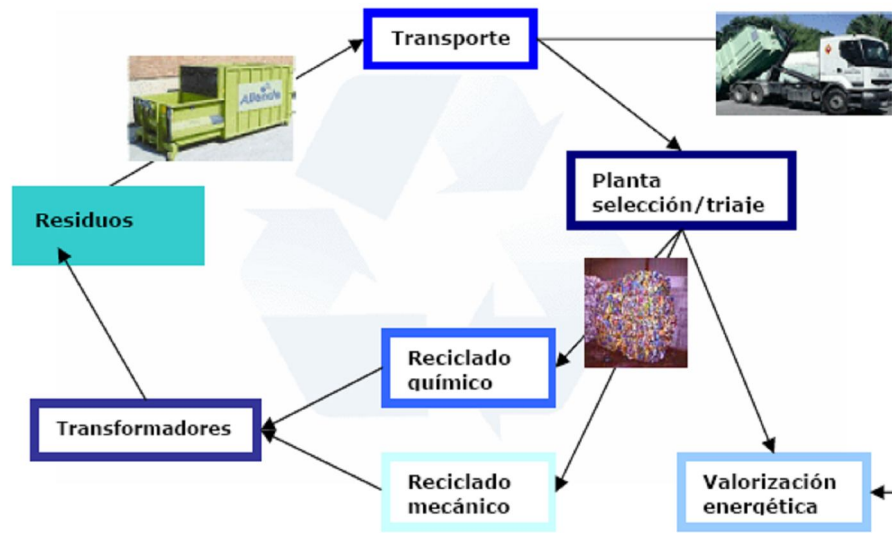 Transporte
Planta
selección/triaje
Residuos
Reciclado
químico
Transformadores
Reciclado
mecánico
Valorización
energética